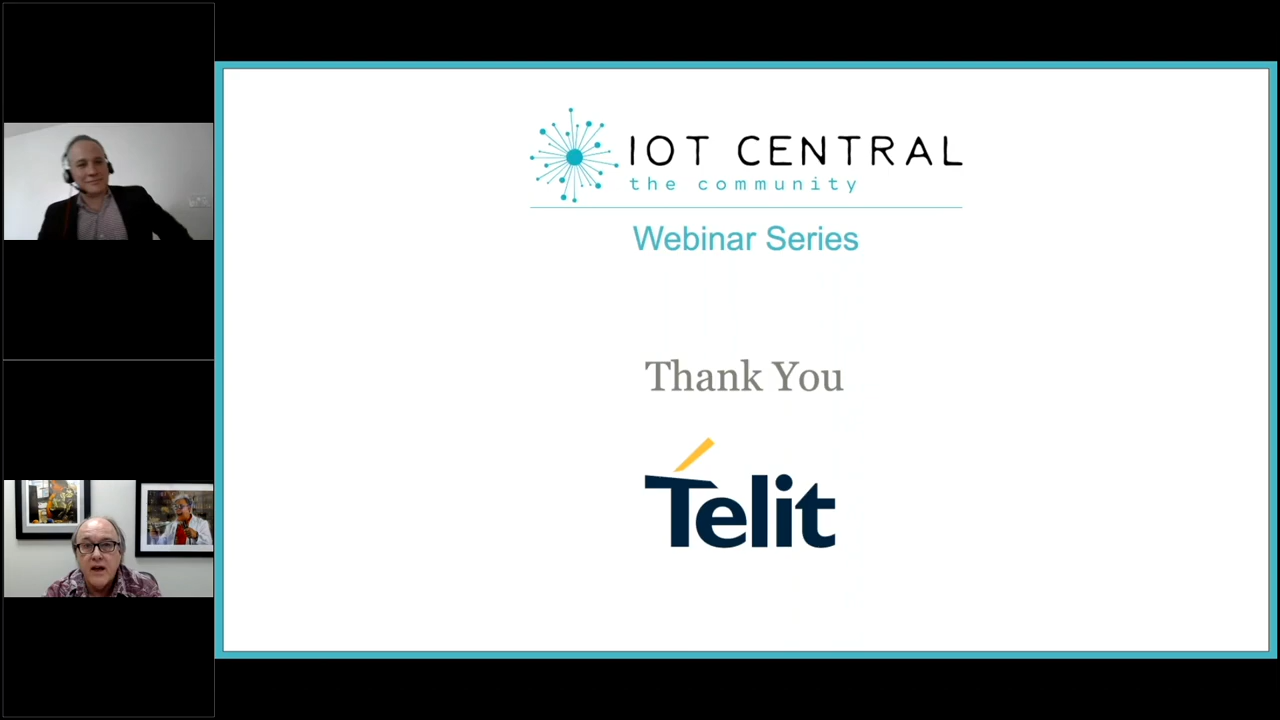 IOT CENTRAL
the community
Webinar Series
Thank You
Telit